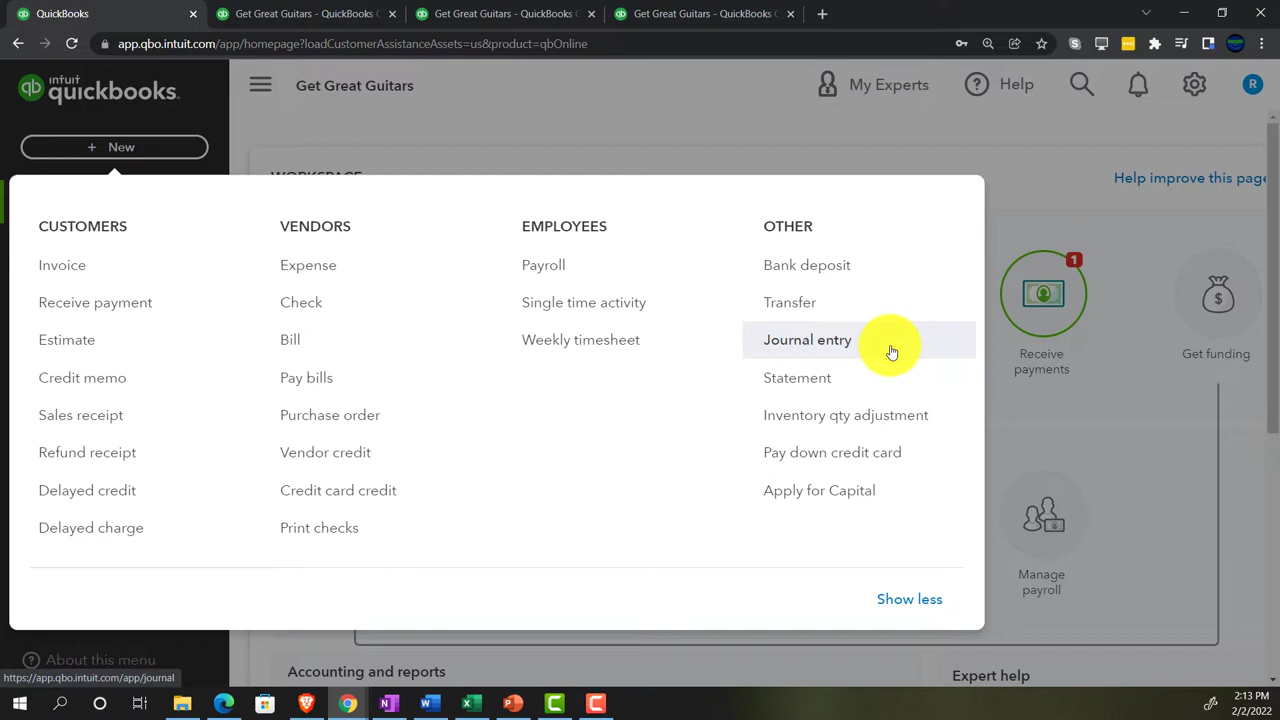 QuickBooks
Get Great Guitars - QuickBooks
Get Great Guitars - QuickBooks
Get Great Guitars - QuickBooks
app.qbo.intuit.com/app/homepage?loadCustomerAssistanceAssets=us&product=qbOnline
intuit
quickbooks.
Get Great Guitars
My Experts
Help
R
+ New
Help improve this page
CUSTOMERS
Invoice
Receive payment
Estimate
Credit memo
Sales receipt
Refund receipt
Delayed credit
Delayed charge
VENDORS
Expense
Check
Bill
Pay bills
Purchase order
Vendor credit
Credit card credit
Print checks
EMPLOYEES
Payroll
Single time activity
Weekly timesheet
OTHER
Bank deposit
Transfer
Journal entry
Statement
Inventory qty adjustment
Pay down credit card
Apply for Capital
Show less
1
Receive
payments
Get funding
Manage
payroll
About this menu
https://app.qbo.intuit.com/app/journal
Accounting and reports
Expert help
2:13 PM
2/2/2022